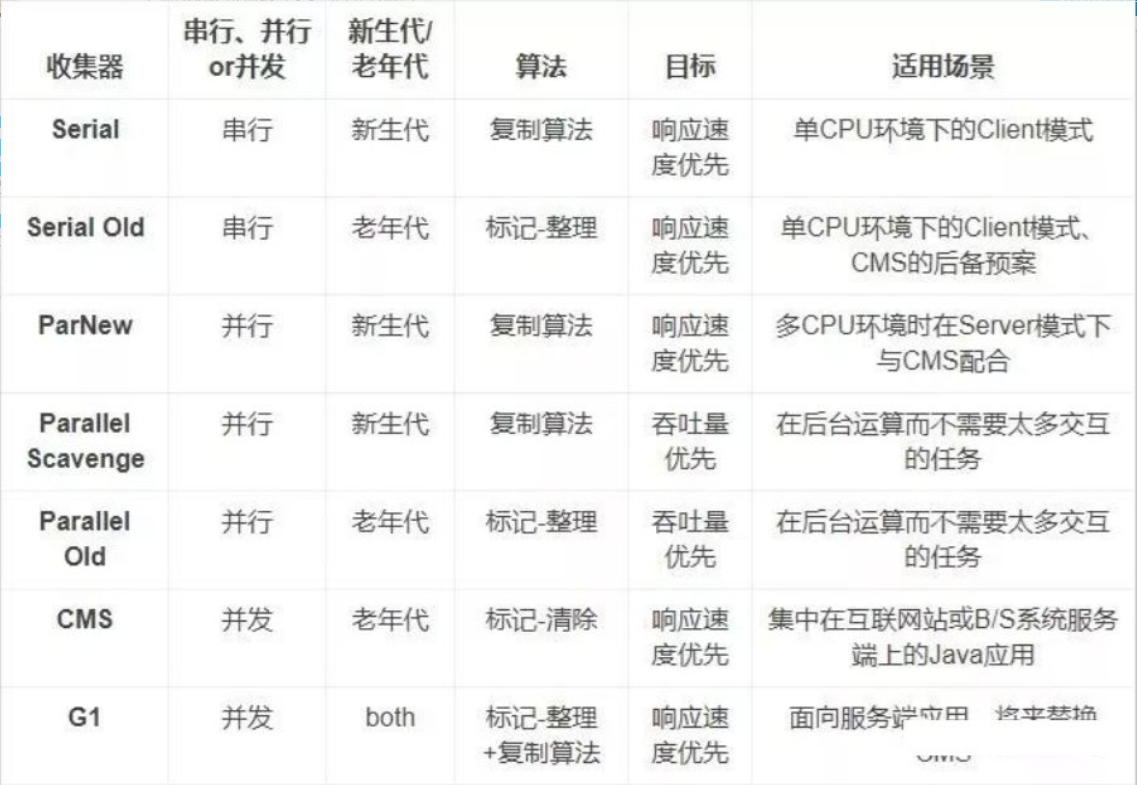 收集器
串行、并行
or并发
新生代/
老年代
算法
目标
适用场景
Serial
串行
新生代
复制算法
响应速
度优先
单CPU环境下的Client模式
Serial Old
串行
老年代
标记-整理
响应速
度优先
单CPU环境下的Client模式、
CMS的后备预案
ParNew
并行
新生代
复制算法
响应速
度优先
多CPU环境时在Server模式下
与CMS配合
Parallel
Scavenge
并行
新生代
复制算法
吞吐量
优先
在后台运算而不需要太多交互
的任务
Parallel
Old
并行
老年代
标记-整理
吞吐量
优先
在后台运算而不需要太多交互
的任务
CMS
并发
老年代
标记-清除
响应速
度优先
集中在互联网站或B/S系统服务
端上的Java应用
G1
并发
both
标记-整理
+复制算法
响应速
度优先
面向服务端应用，将来替换